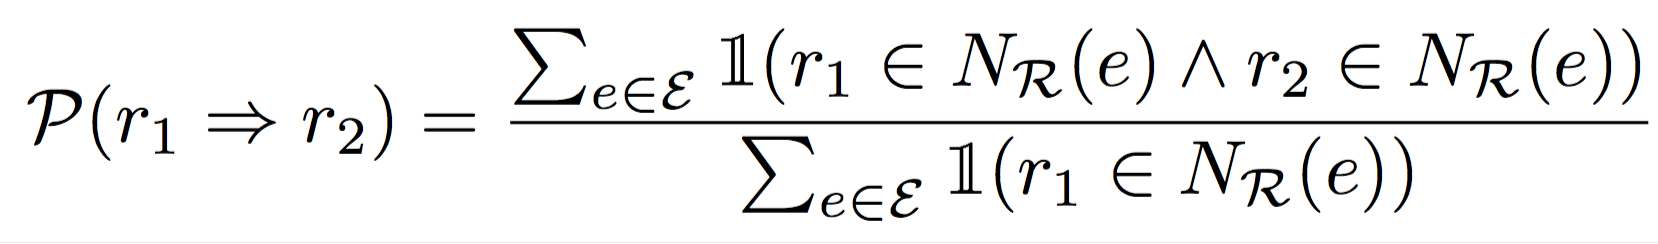 𝒫(r₁ ⇒ r₂) = ∑_{e∈ℰ} 𝟙(r₁ ∈ N_ℛ(e) ∧ r₂ ∈ N_ℛ(e)) / ∑_{e∈ℰ} 𝟙(r₁ ∈ N_ℛ(e))